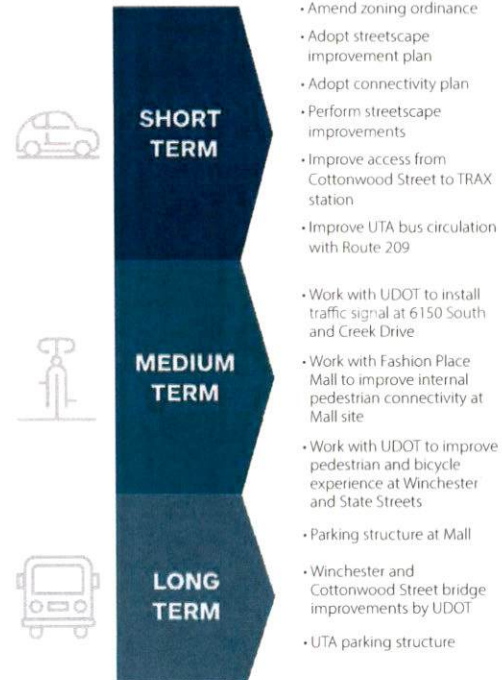 • Amend zoning ordinance
• Adopt streetscape
improvement plan
• Adopt connectivity plan
• Perform streetscape
improvements
• Improve access from
Cottonwood Street to TRAX
station
• Improve UTA bus circulation
with Route 209
SHORT
TERM
• Work with UDOT to install
traffic signal at 6150 South
and Creek Drive
• Work with Fashion Place
Mall to improve internal
pedestrian connectivity at
Mall site
• Work with UDOT to improve
pedestrian and bicycle
experience at Winchester
and State Streets
MEDIUM
TERM
• Parking structure at Mall
• Winchester and
Cottonwood Street bridge
improvements by UDOT
• UTA parking structure
LONG
TERM